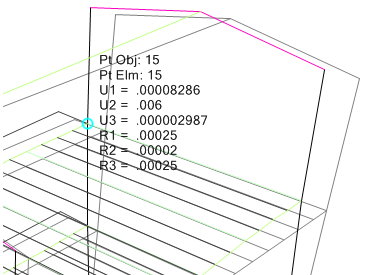 Pt Obj: 15
Pt Elm: 15
U1 = .00008286
U2 = .006
U3 = .000002987
R1 = .00025
R2 = .00002
R3 = .00025